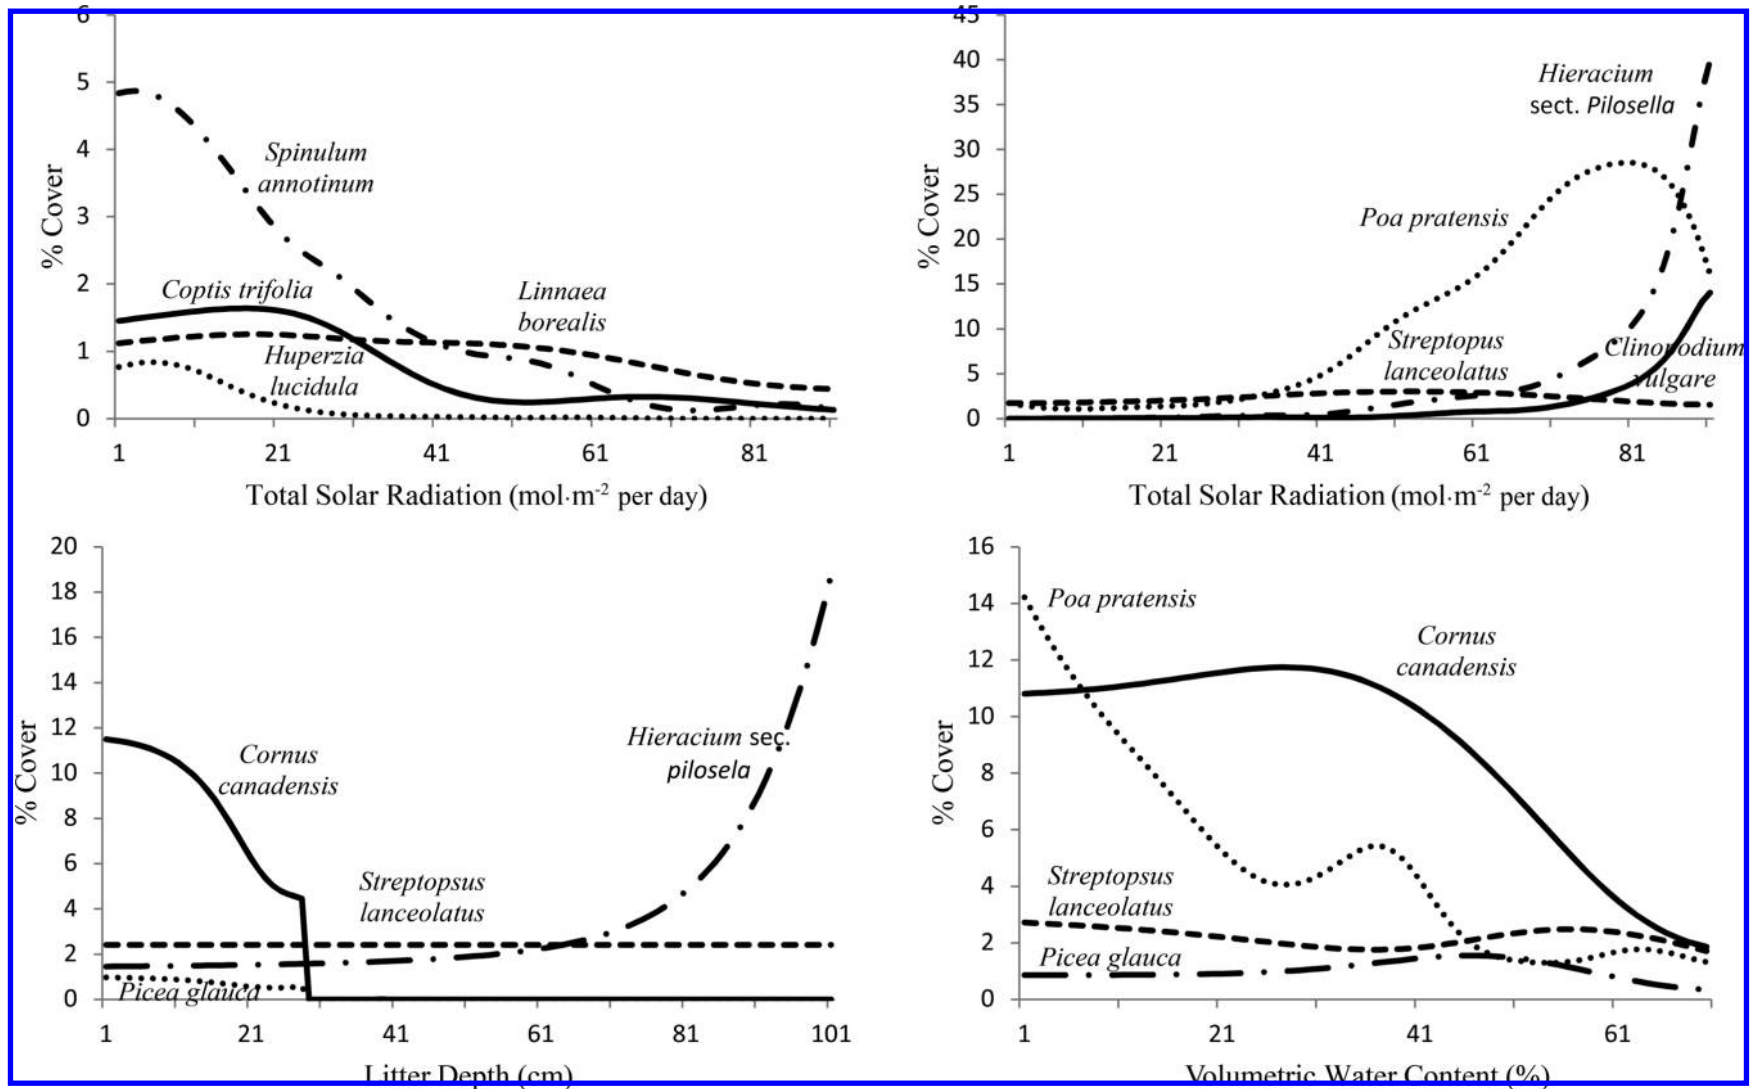 6
5
4
3
2
1
0
% Cover
Spinulum
annotinum
Coptis trifolia
Linnaea
borealis
Huperzia
lucidula
1 21 41 61 81
Total Solar Radiation (mol·m-2 per day)
45
40
35
30
25
20
15
10
5
0
% Cover
Hieracium
sect. Pilosella
Poa pratensis
Streptopus
lanceolatus
Clinopodium
vulgare
1 21 41 61 81
Total Solar Radiation (mol·m-2 per day)
20
18
16
14
12
10
8
6
4
2
0
% Cover
Cornus
canadensis
Hieracium sec.
pilosela
Streptopsus
lanceolatus
Picea glauca
1 21 41 61 81 101
Litter Depth (cm)
16
14
12
10
8
6
4
2
0
% Cover
Poa pratensis
Cornus
canadensis
Streptopsus
lanceolatus
Picea glauca
1 21 41 61
Volumetric Water Content (%)